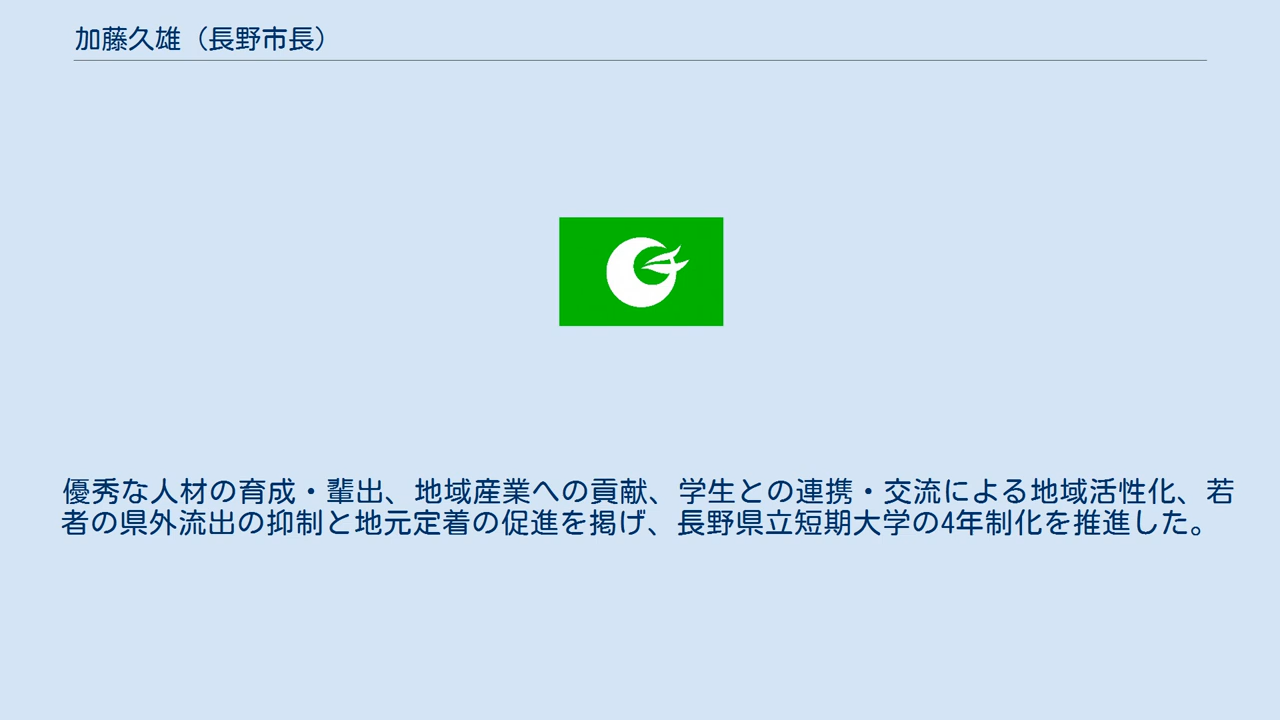 加藤久雄（長野市長）
優秀な人材の育成・輩出、地域産業への貢献、学生との連携・交流による地域活性化、若
者の県外流出の抑制と地元定着の促進を掲げ、長野県立短期大学の4年制化を推進した。